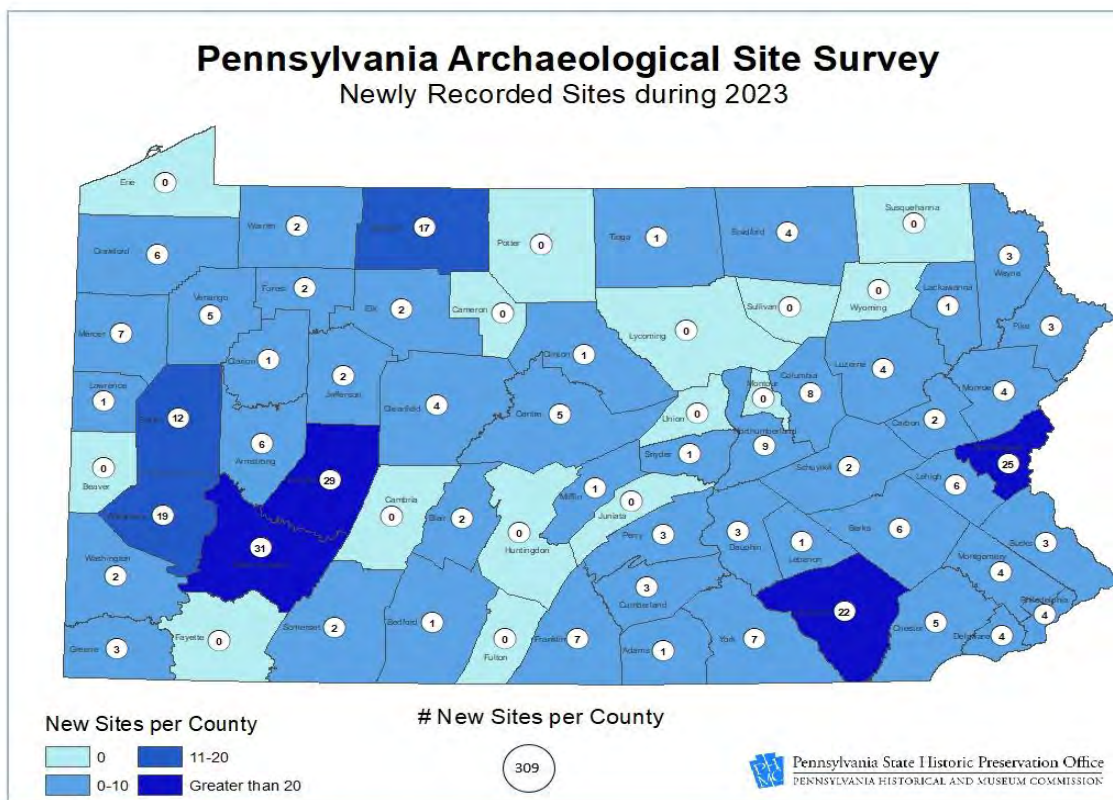 Pennsylvania Archaeological Site Survey
Newly Recorded Sites during 2023
Erie 0
Warren 2
17
Potter 0
Tioga 1
Bradford 4
Susquehanna 0
Wayne 3
Crawford 6
Forest 2
Venango 5
Elk 2
Cameron 0
Sullivan 0
Wyoming 0
Lackawanna 1
Pike 3
Mercer 7
Clarion 1
Jefferson 2
Clinton 1
Lycoming 0
Columbia 8
Luzerne 4
Monroe 4
Lawrence 1
12
Clearfield 4
Centre 5
Union 0
Montour 0
Northumberland 9
Carbon 2
Beaver 0
Armstrong 6
29
Snyder 1
Schuylkill 2
Lehigh 6
25
19
31
Cambria 0
Blair 2
Huntingdon 0
Mifflin 1
Juniata 0
Perry 3
Dauphin 3
Lebanon 1
Berks 6
Bucks 3
Washington 2
Cumberland 3
22
Montgomery 4
Philadelphia 4
Greene 3
Fayette 0
Somerset 2
Bedford 1
Fulton 0
Franklin 7
Adams 1
York 7
Chester 5
Delaware 4
New Sites per County
0
0-10
11-20
Greater than 20
# New Sites per County
309
PHMC
Pennsylvania State Historic Preservation Office
PENNSYLVANIA HISTORICAL AND MUSEUM COMMISSION